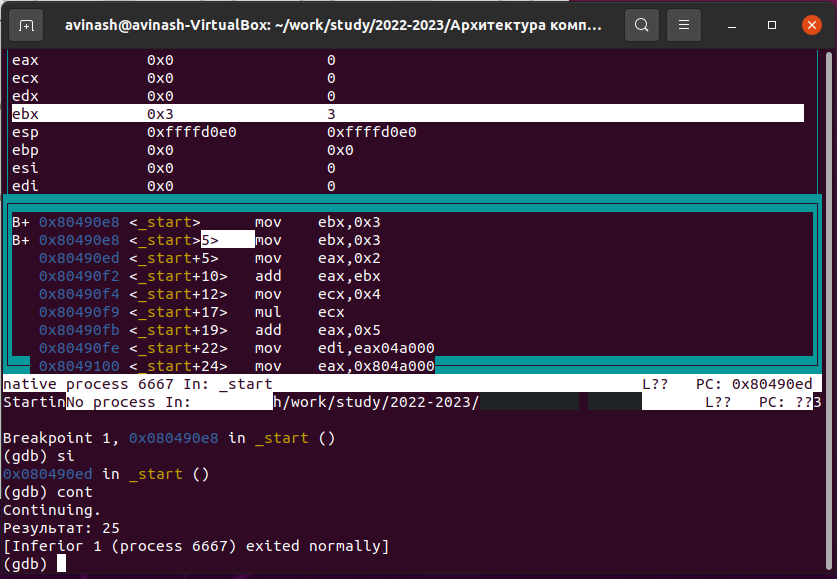 avinash@avinash-VirtualBox: ~/work/study/2022-2023/Архитектура комп...
eax 0x0 0
ecx 0x0 0
edx 0x0 0
ebx 0x3 3
esp 0xffffd0e0 0xffffd0e0
ebp 0x0 0x0
esi 0x0 0
edi 0x0 0
B+ 0x80490e8 <_start> mov ebx,0x3
B+ 0x80490e8 <_start>5> mov ebx,0x3
0x80490ed <_start+5> mov eax,0x2
0x80490f2 <_start+10> add eax,ebx
0x80490f4 <_start+12> mov ecx,0x4
0x80490f9 <_start+17> mul ecx
0x80490fb <_start+19> add eax,0x5
0x80490fe <_start+22> mov edi,eax04a000
0x8049100 <_start+24> mov eax,0x804a000
native process 6667 In: _start L?? PC: 0x80490ed
StartinNo process In: h/work/study/2022-2023/ L?? PC: ??3
Breakpoint 1, 0x080490e8 in _start ()
(gdb) si
0x080490ed in _start ()
(gdb) cont
Continuing.
Результат: 25
[Inferior 1 (process 6667) exited normally]
(gdb)